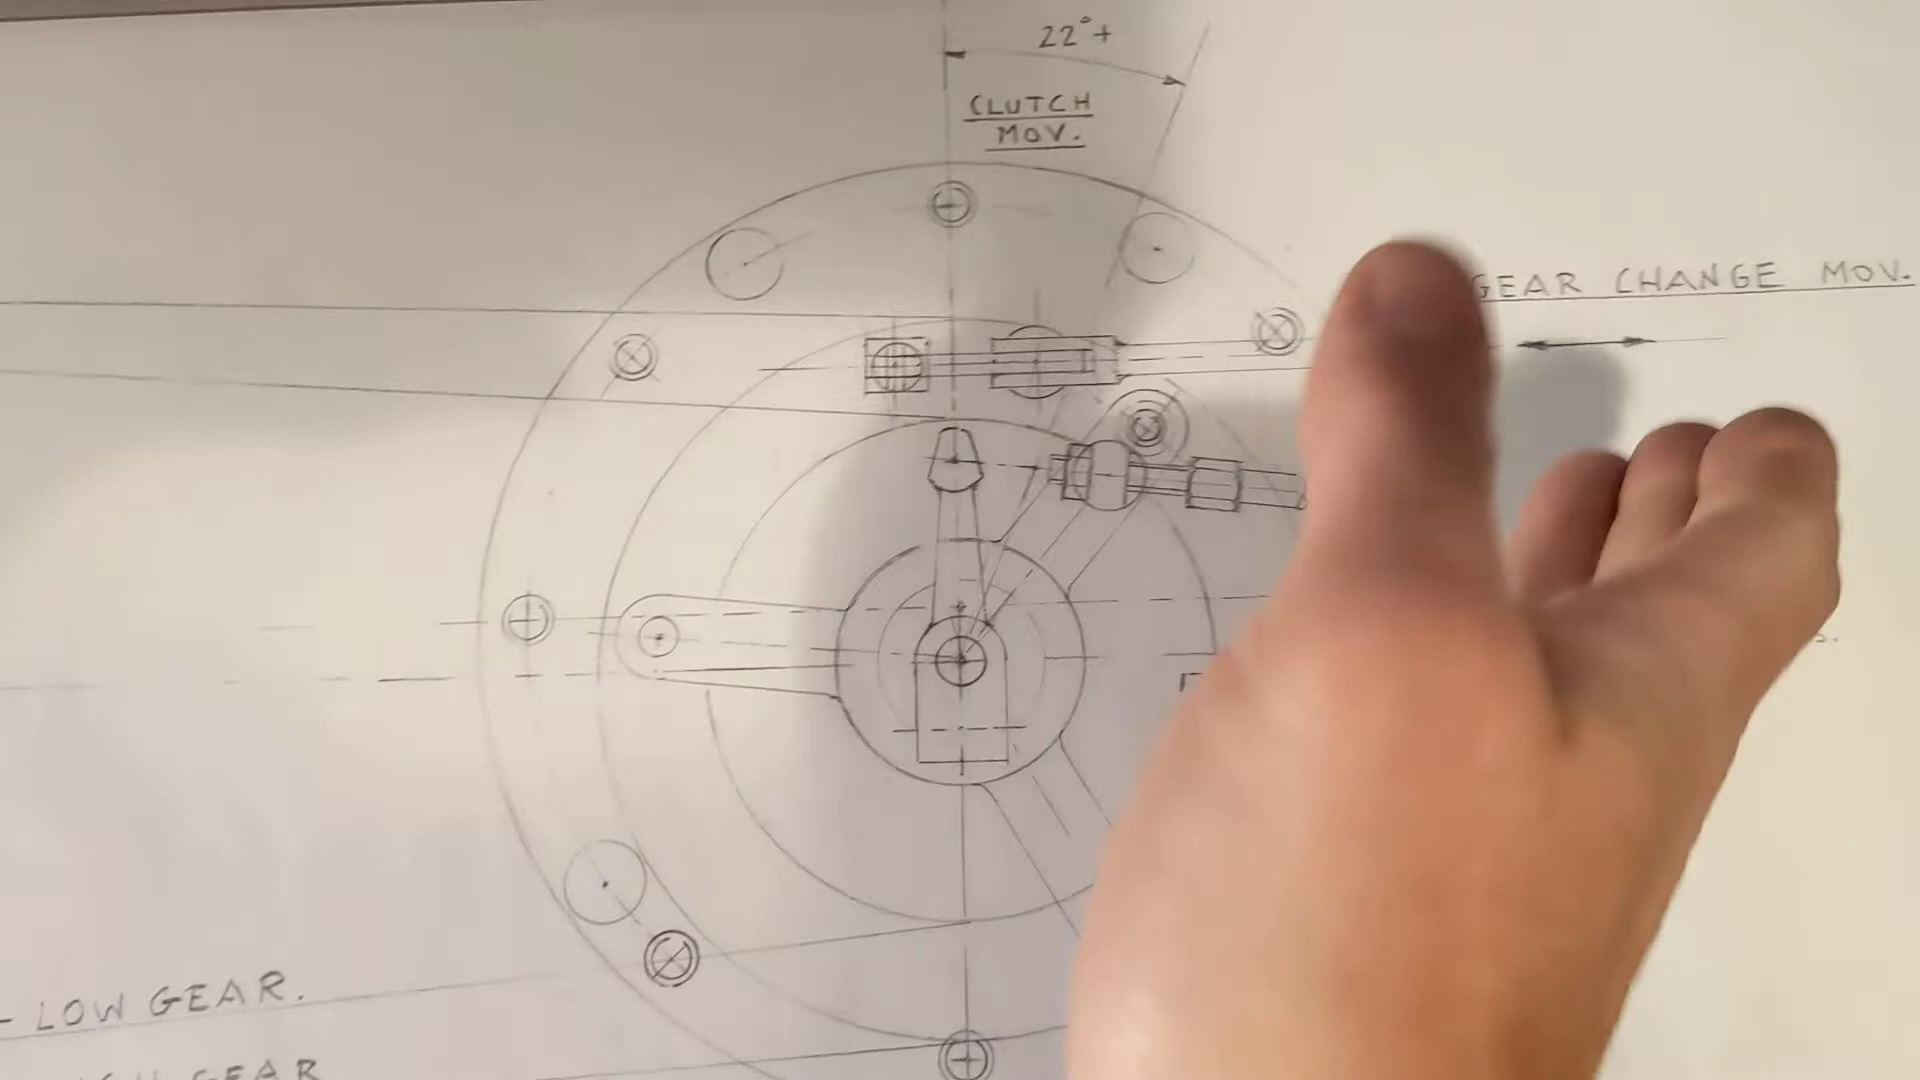 22°+
CLUTCH
MOV.
GEAR CHANGE MOV.
- LOW GEAR.
GEAR